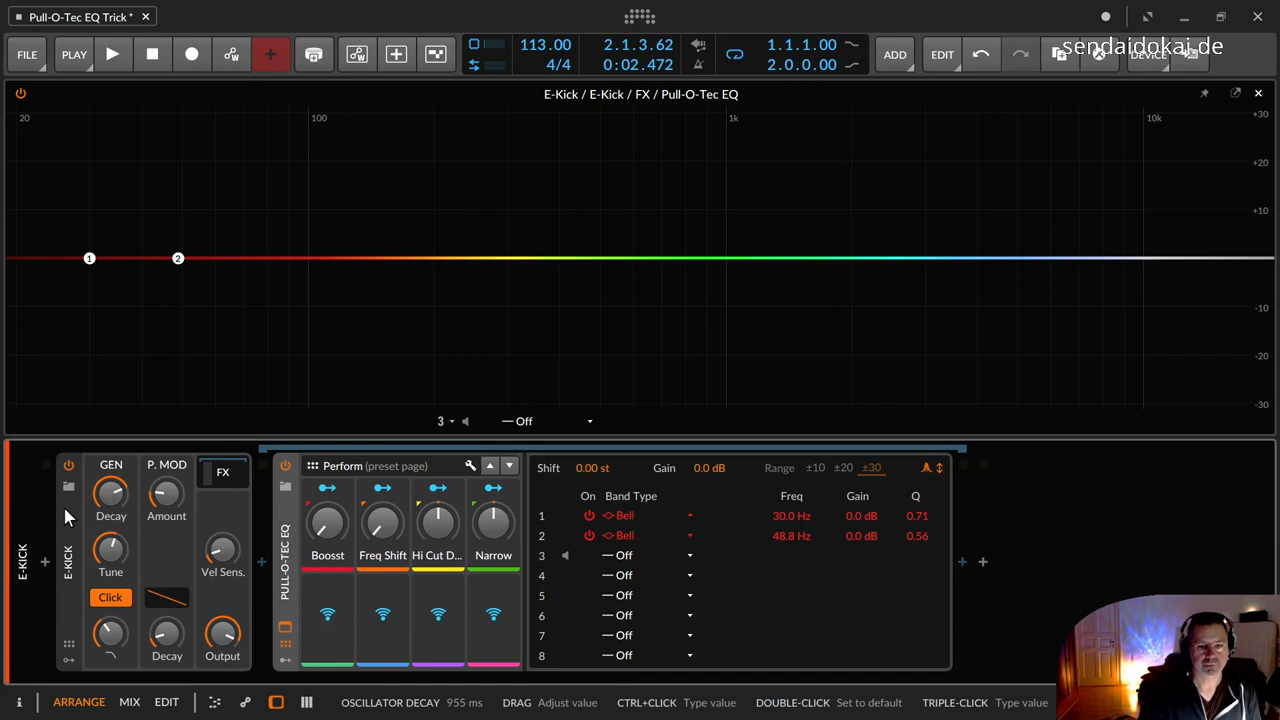 Pull-O-Tec EQ Trick *
FILE
PLAY
113.00
4/4
2.1.3.62
0:02.472
1.1.1.00
2.0.0.00
ADD
EDIT
DEVICE
sendaidokaj.de
E-Kick / E-Kick / FX / Pull-O-Tec EQ
20
100
1k
10k
+30
+20
+10
-10
-20
-30
1
2
3
— Off
E-KICK
E-KICK
GEN
Decay
Tune
Click
P. MOD
Amount
Decay
FX
Vel Sens.
Output
PULL-O-TEC EQ
Perform (preset page)
Boosst
Freq Shift
Hi Cut D...
Narrow
Shift 0.00 st Gain 0.0 dB Range ±10 ±20 ±30
On Band Type Freq Gain Q
1 Bell 30.0 Hz 0.0 dB 0.71
2 Bell 48.8 Hz 0.0 dB 0.56
3 — Off
4 — Off
5 — Off
6 — Off
7 — Off
8 — Off
i ARRANGE MIX EDIT
OSCILLATOR DECAY 955 ms DRAG Adjust value CTRL+CLICK Type value DOUBLE-CLICK Set to default TRIPLE-CLICK Type value